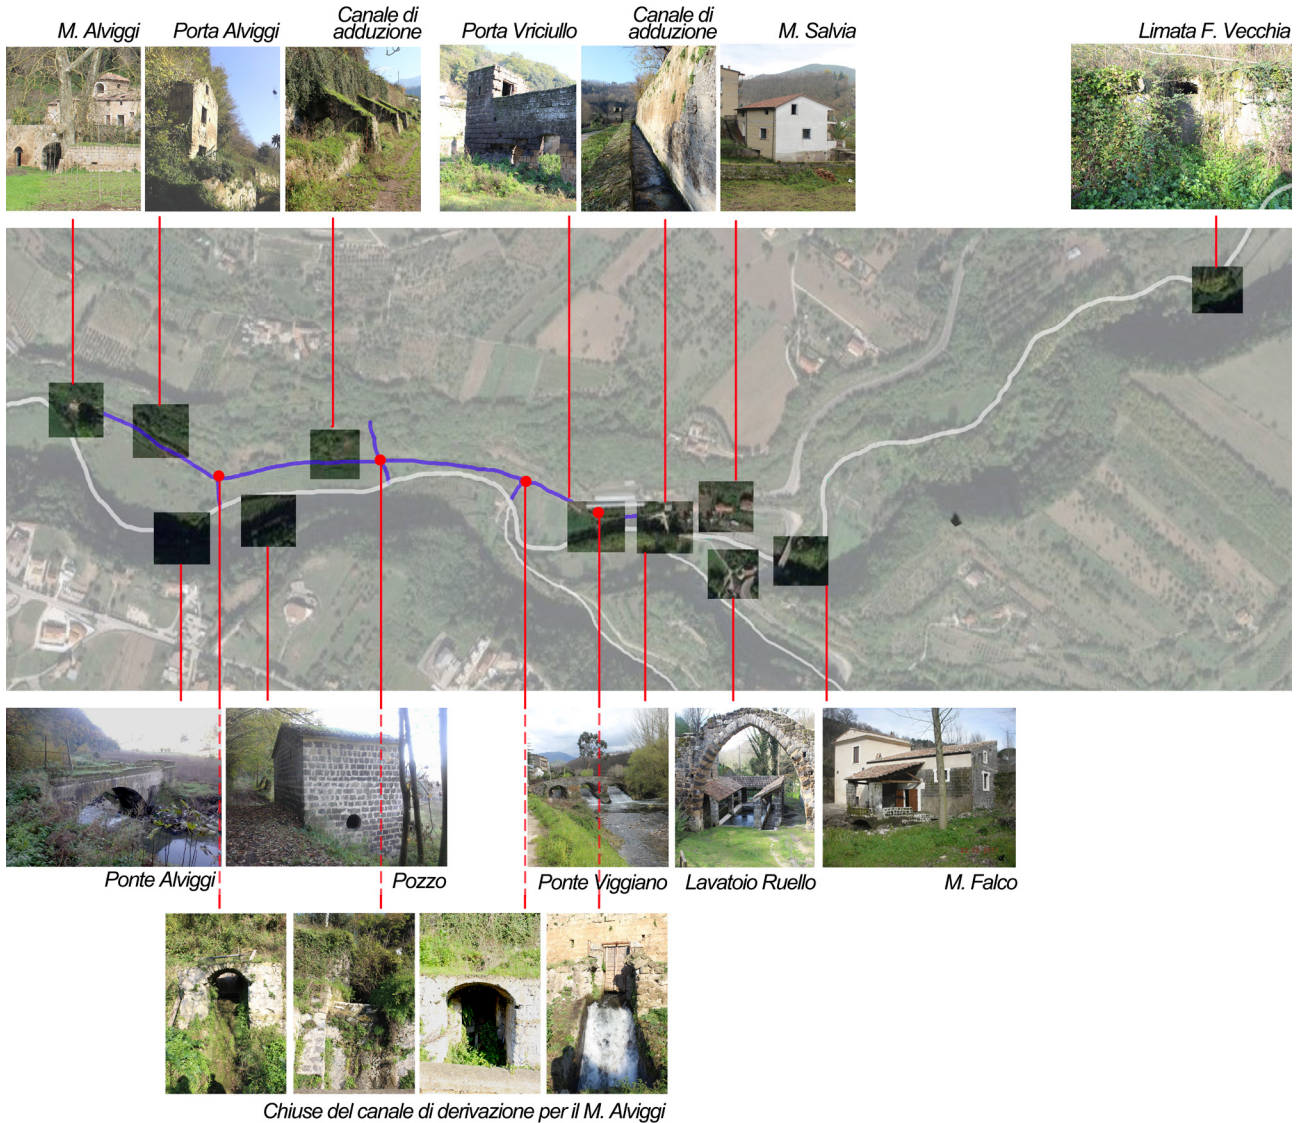 M. Alviggi
Porta Alviggi
Canale di
adduzione
Porta Vriciullo
Canale di
adduzione
M. Salvia
Limata F. Vecchia
Ponte Alviggi
Pozzo
Ponte Viggiano
Lavatoio Ruello
M. Falco
Chiuse del canale di derivazione per il M. Alviggi